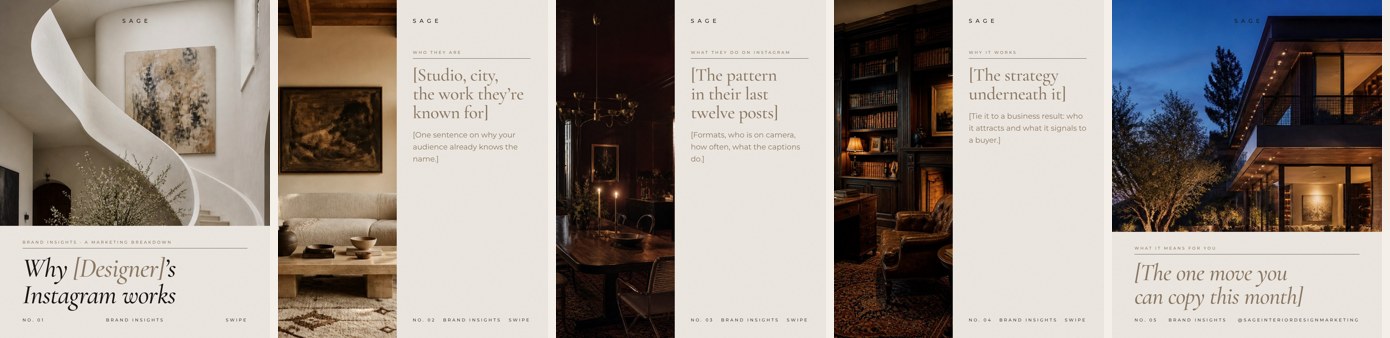 SAGE
BRAND INSIGHTS · A MARKETING BREAKDOWN
Why [Designer]’s
Instagram works
NO. 01 BRAND INSIGHTS SWIPE
SAGE
WHO THEY ARE
[Studio, city,
the work they’re
known for]
[One sentence on why your
audience already knows the
name.]
NO. 02 BRAND INSIGHTS SWIPE
SAGE
WHAT THEY DO ON INSTAGRAM
[The pattern
in their last
twelve posts]
[Formats, who is on camera,
how often, what the captions
do.]
NO. 03 BRAND INSIGHTS SWIPE
SAGE
WHY IT WORKS
[The strategy
underneath it]
[Tie it to a business result: who
it attracts and what it signals to
a buyer.]
NO. 04 BRAND INSIGHTS SWIPE
SAGE
WHAT IT MEANS FOR YOU
[The one move you
can copy this month]
NO. 05 BRAND INSIGHTS @SAGEINTERIORDESIGNMARKETING